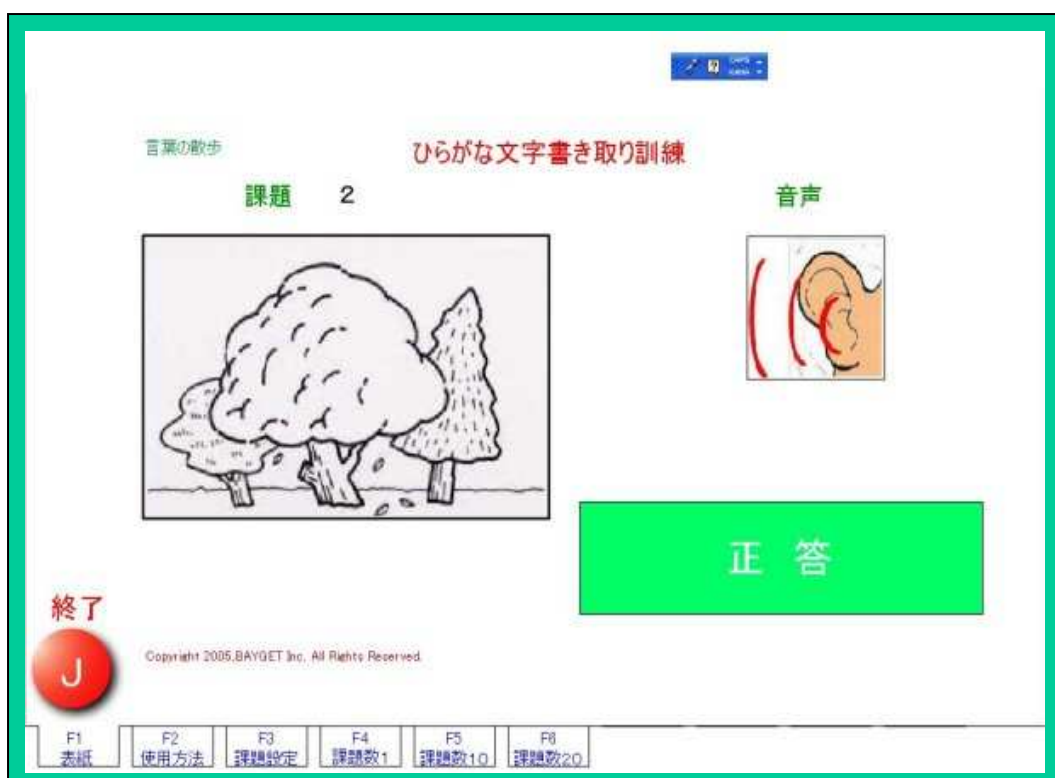 言葉の散歩
ひらがな文字書き取り訓練
課題 2
音声
正 答
終了
J
Copyright 2005.BAYGET Inc. All Rights Reserved.
F1 F2 F3 F4 F5 F6
表紙 使用方法 課題設定 課題数1 課題数10 課題数20